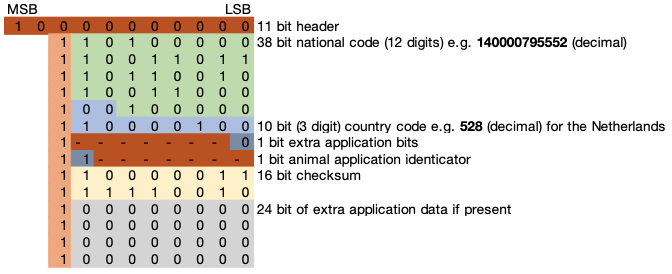 MSB LSB
1 0 0 0 0 0 0 0 0 0 0 11 bit header
1 1 0 1 0 0 0 0 0 38 bit national code (12 digits) e.g. 140000795552 (decimal)
1 1 0 0 1 1 0 1 1
1 1 0 1 1 0 0 1 0
1 1 0 0 1 1 0 0 0
1 0 0 1 0 0 0 0 0
1 1 0 0 0 0 1 0 0 10 bit (3 digit) country code e.g. 528 (decimal) for the Netherlands
1 - - - - - - - 0 1 bit extra application bits
1 1 - - - - - - - 1 bit animal application identicator
1 1 0 0 0 0 0 1 1 16 bit checksum
1 1 1 1 1 0 0 1 0
1 0 0 0 0 0 0 0 0 24 bit of extra application data if present
1 0 0 0 0 0 0 0 0
1 0 0 0 0 0 0 0 0
1 0 0 0 0 0 0 0 0